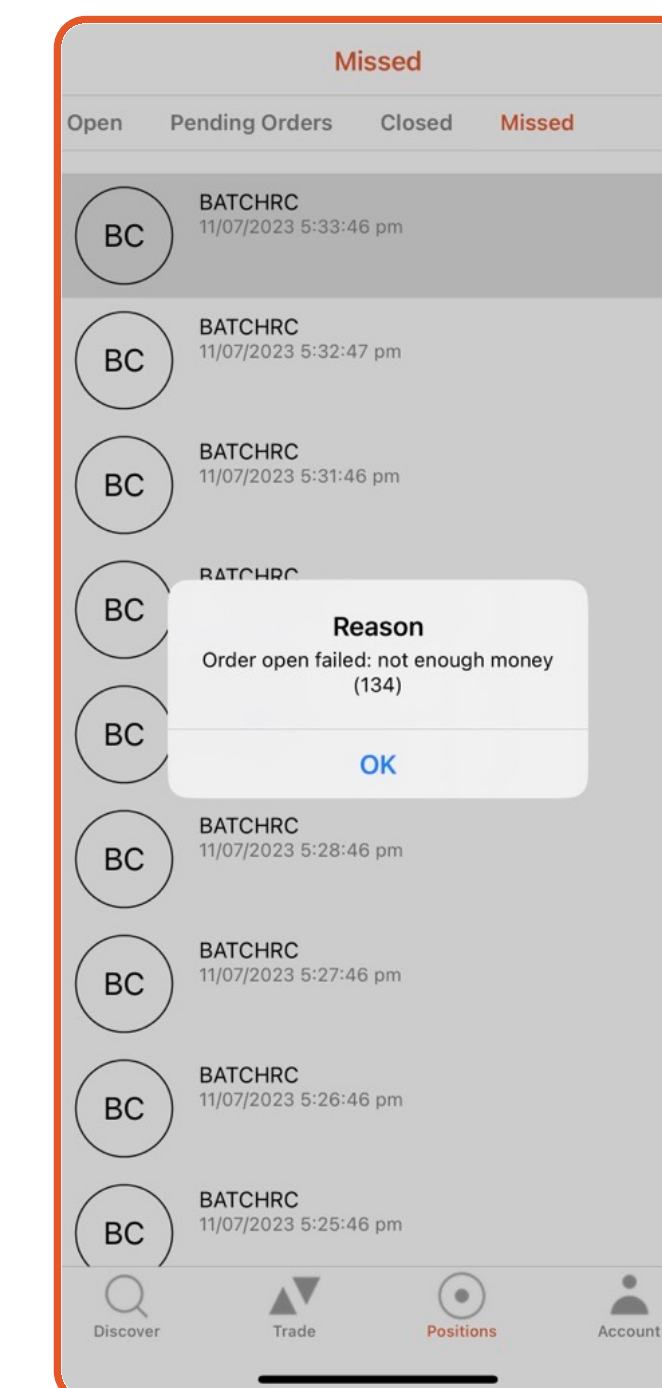 Missed
Open Pending Orders Closed Missed
BC
BATCHRC
11/07/2023 5:33:46 pm
BC
BATCHRC
11/07/2023 5:32:47 pm
BC
BATCHRC
11/07/2023 5:31:46 pm
BC
BATCHRC
Reason
Order open failed: not enough money
(134)
OK
BC
BC
BATCHRC
11/07/2023 5:28:46 pm
BC
BATCHRC
11/07/2023 5:27:46 pm
BC
BATCHRC
11/07/2023 5:26:46 pm
BC
BATCHRC
11/07/2023 5:25:46 pm
Discover Trade Positions Account